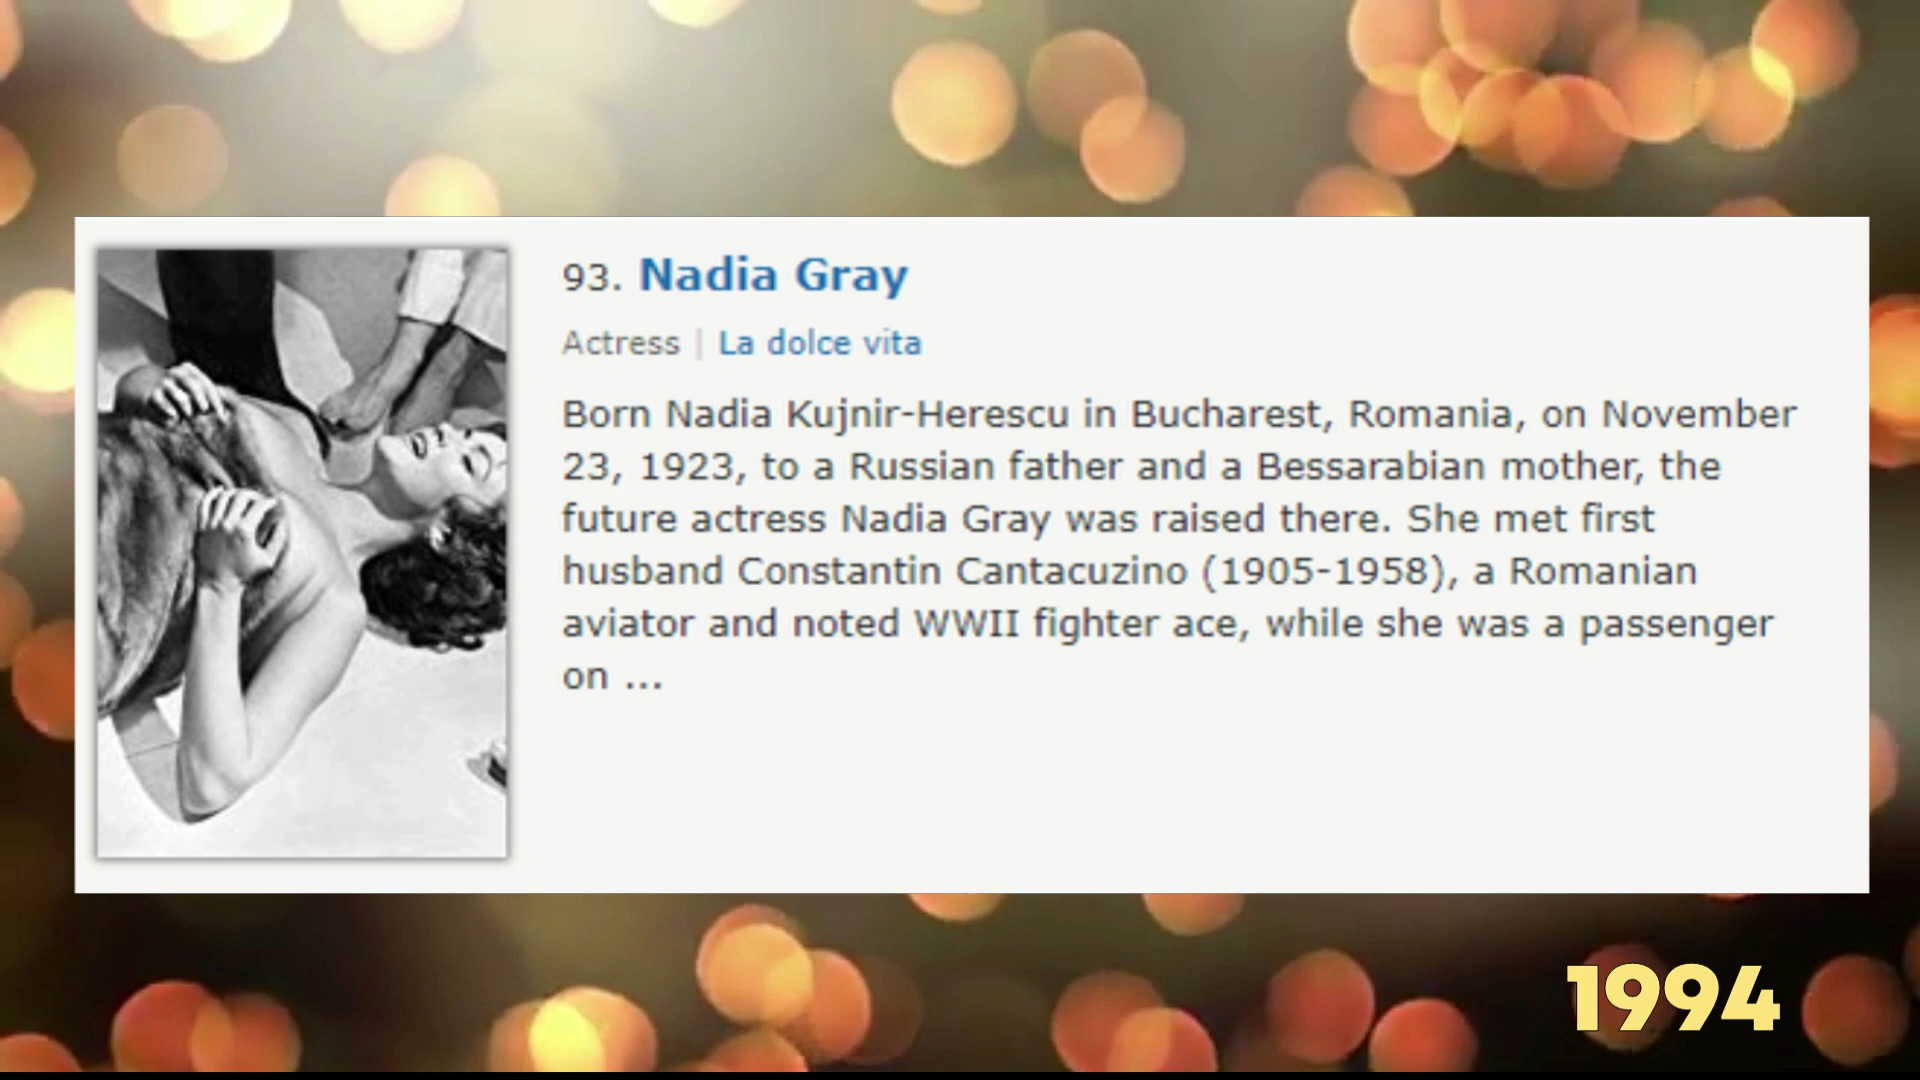 93. Nadia Gray
Actress | La dolce vita
Born Nadia Kujnir-Herescu in Bucharest, Romania, on November
23, 1923, to a Russian father and a Bessarabian mother, the
future actress Nadia Gray was raised there. She met first
husband Constantin Cantacuzino (1905-1958), a Romanian
aviator and noted WWII fighter ace, while she was a passenger
on ...
1994